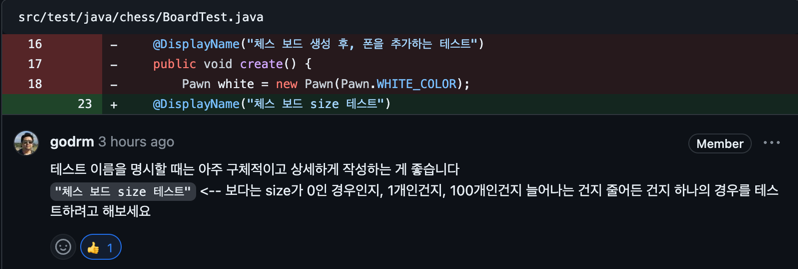 src/test/java/chess/BoardTest.java
16 - @DisplayName("체스 보드 생성 후, 폰을 추가하는 테스트")
17 - public void create() {
18 - Pawn white = new Pawn(Pawn.WHITE_COLOR);
23 + @DisplayName("체스 보드 size 테스트")
godrm 3 hours ago Member ...
테스트 이름을 명시할 때는 아주 구체적이고 상세하게 작성하는 게 좋습니다
"체스 보드 size 테스트" <-- 보다는 size가 0인 경우인지, 1개인건지, 100개인건지 늘어나는 건지 줄어든 건지 하나의 경우를 테스
트하려고 해보세요
👍 1